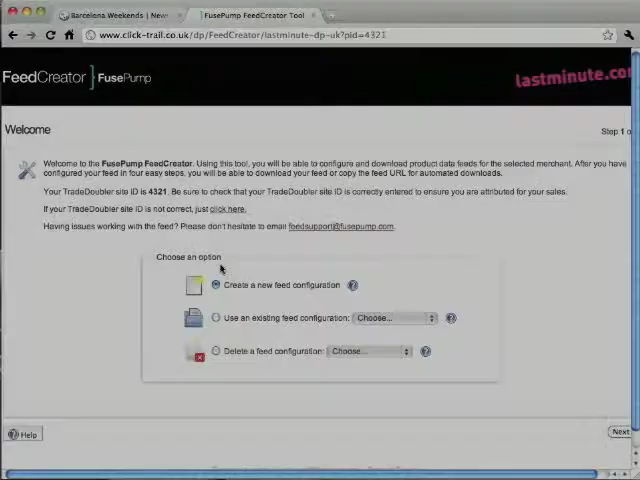 Barcelona Weekends | News
FusePump FeedCreator Tool
www.click-trail.co.uk/dp/FeedCreator/lastminute-dp-uk?pid=4321
FeedCreator } FusePump
lastminute.co
Welcome
Step 1 o
Welcome to the FusePump FeedCreator. Using this tool, you will be able to configure and download product data feeds for the selected merchant. After you have
configured your feed in four easy steps, you will be able to download your feed or copy the feed URL for automated downloads.
Your TradeDoubler site ID is 4321. Be sure to check that your TradeDoubler site ID is correctly entered to ensure you are attributed for your sales.
If your TradeDoubler site ID is not correct, just click here.
Having issues working with the feed? Please don't hesitate to email feedsupport@fusepump.com.
Choose an option
Create a new feed configuration
Use an existing feed configuration: Choose...
Delete a feed configuration: Choose...
Help
Next